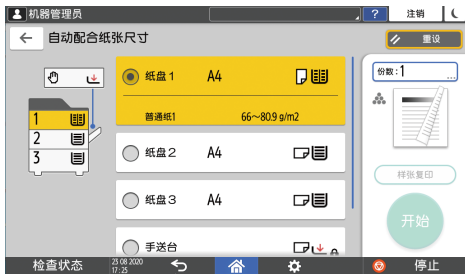 机器管理员
?
注销
自动配合纸张尺寸
重设
纸盘 1 A4
普通纸1 66~80.9 g/m2
纸盘 2 A4
纸盘 3 A4
手送台
1
2
3
份数:1 ...
样张复印
开始
检查状态
23 08 2020
17:25
停止